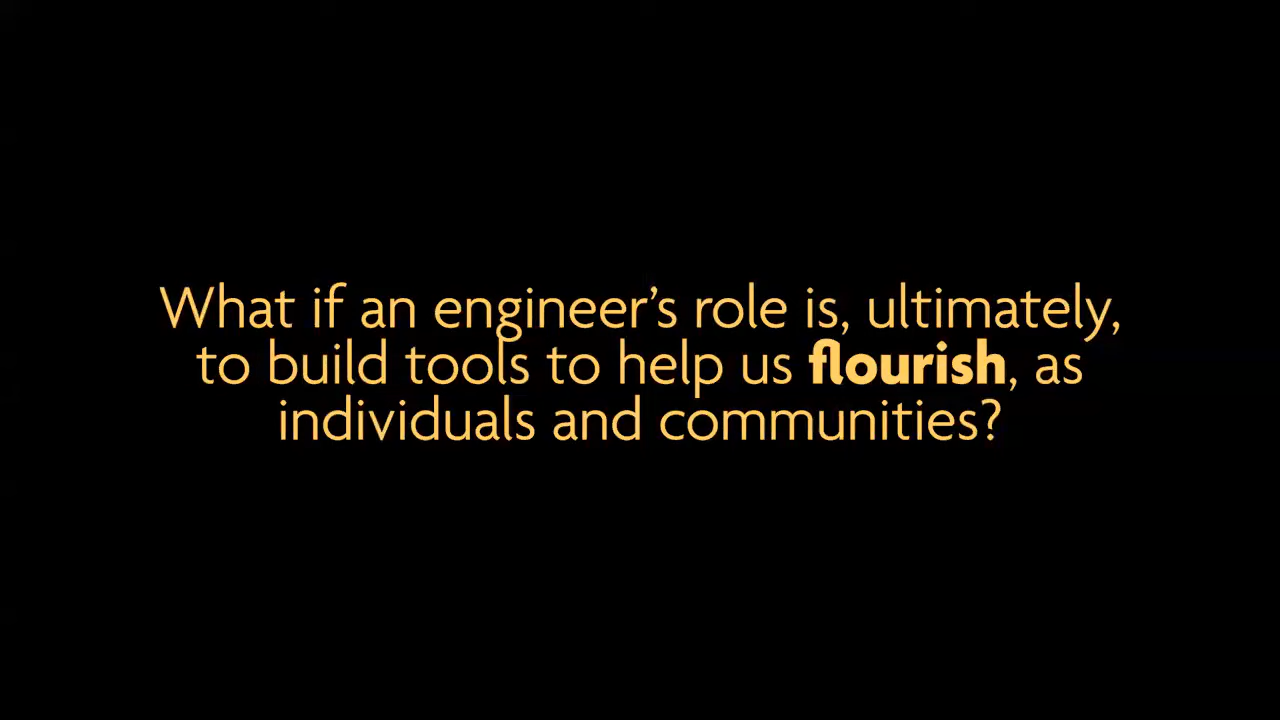 What if an engineer’s role is, ultimately,
to build tools to help us flourish, as
individuals and communities?